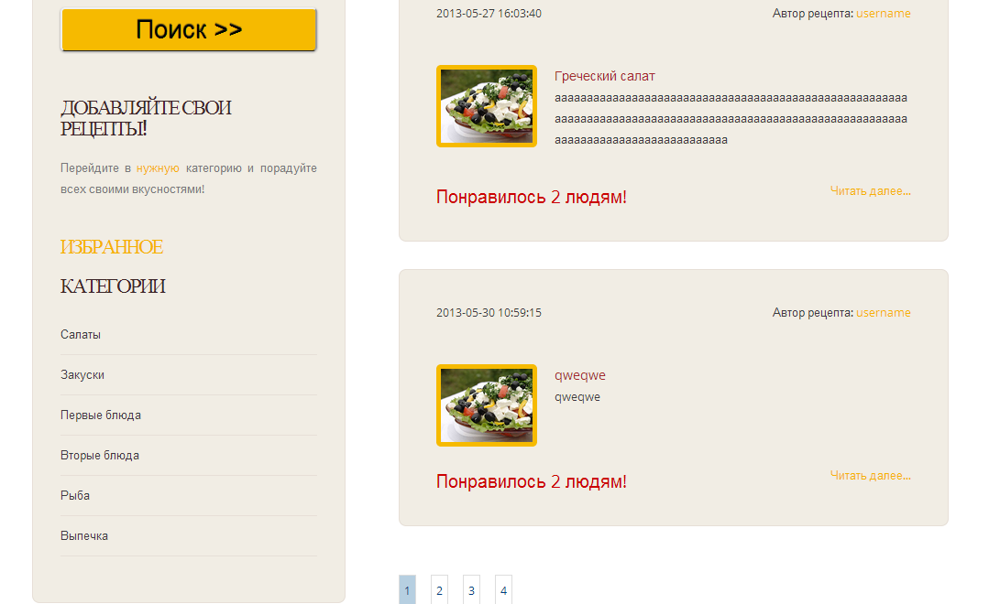 Поиск >>
ДОБАВЛЯЙТЕ СВОИ
РЕЦЕПТЫ!
Перейдите в нужную категорию и порадуйте
всех своими вкусностями!
ИЗБРАННОЕ
КАТЕГОРИИ
Салаты
Закуски
Первые блюда
Вторые блюда
Рыба
Выпечка
2013-05-27 16:03:40
Автор рецепта: username
Греческий салат
ааааааааааааааааааааааааааааааааааааааааааааааааааааааа
ааааааааааааааааааааааааааааааааааааааааааааааааааааааа
ааааааааааааааааааааааааааа
Понравилось 2 людям!
Читать далее...
2013-05-30 10:59:15
Автор рецепта: username
qweqwe
qweqwe
Понравилось 2 людям!
Читать далее...
1 2 3 4